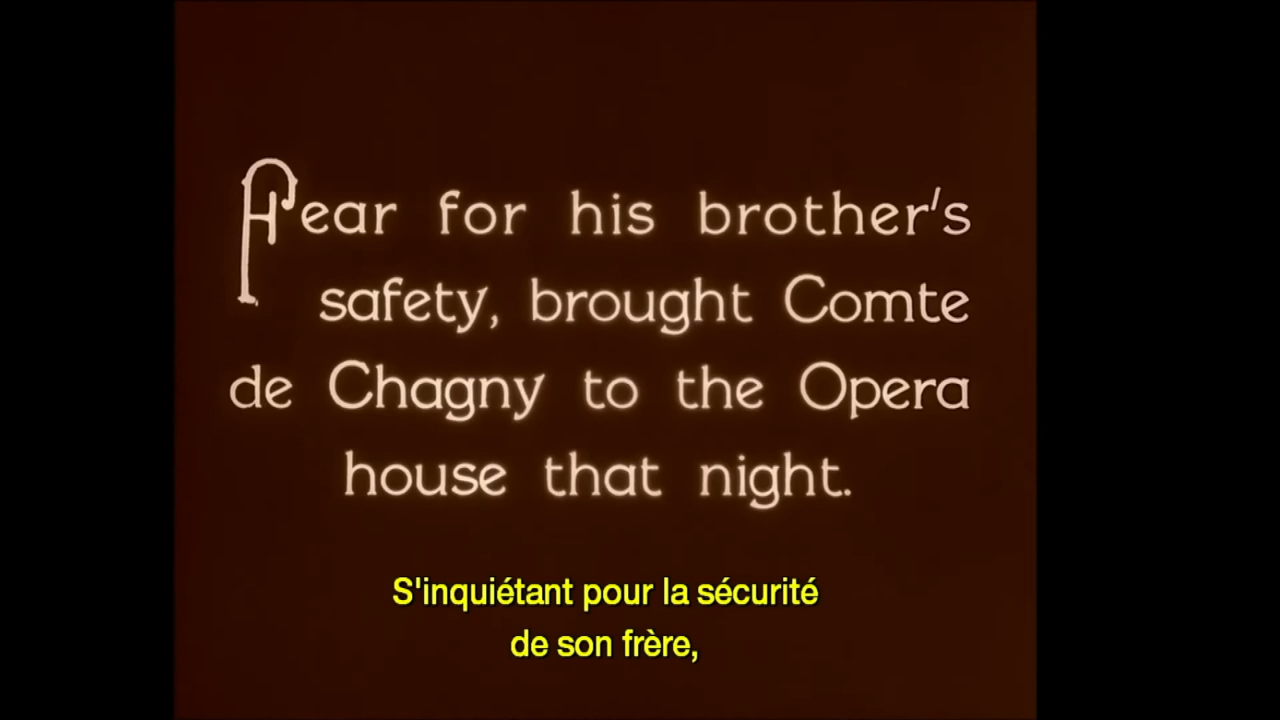 Fear for his brother's
safety, brought Comte
de Chagny to the Opera
house that night.
S'inquiétant pour la sécurité
de son frère,